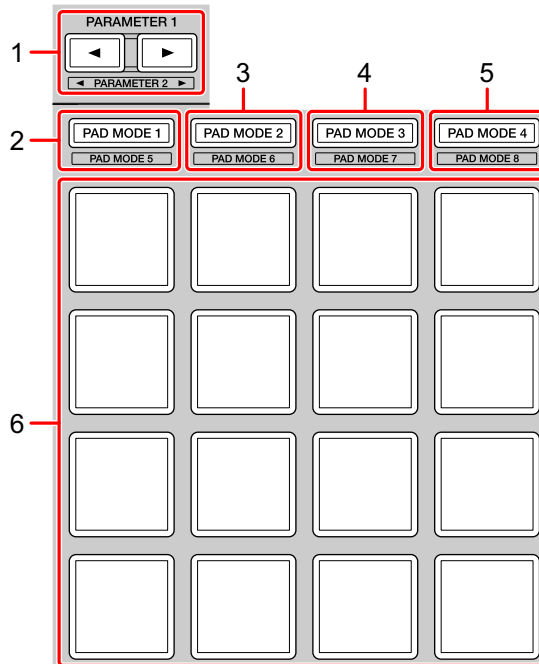 PARAMETER 1
1
◄ ►
◄ PARAMETER 2 ►
3 4 5
2
PAD MODE 1 PAD MODE 2 PAD MODE 3 PAD MODE 4
PAD MODE 5 PAD MODE 6 PAD MODE 7 PAD MODE 8
6